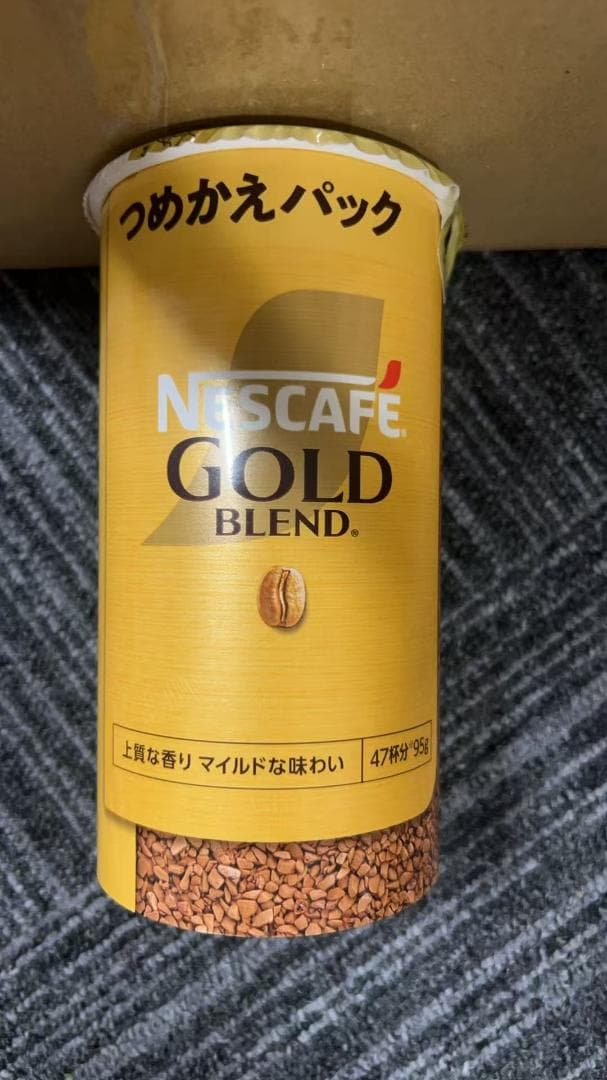 つめかえパック
NESCAFÉ®
GOLD
BLEND®
上質な香り マイルドな味わい
47杯分※95g